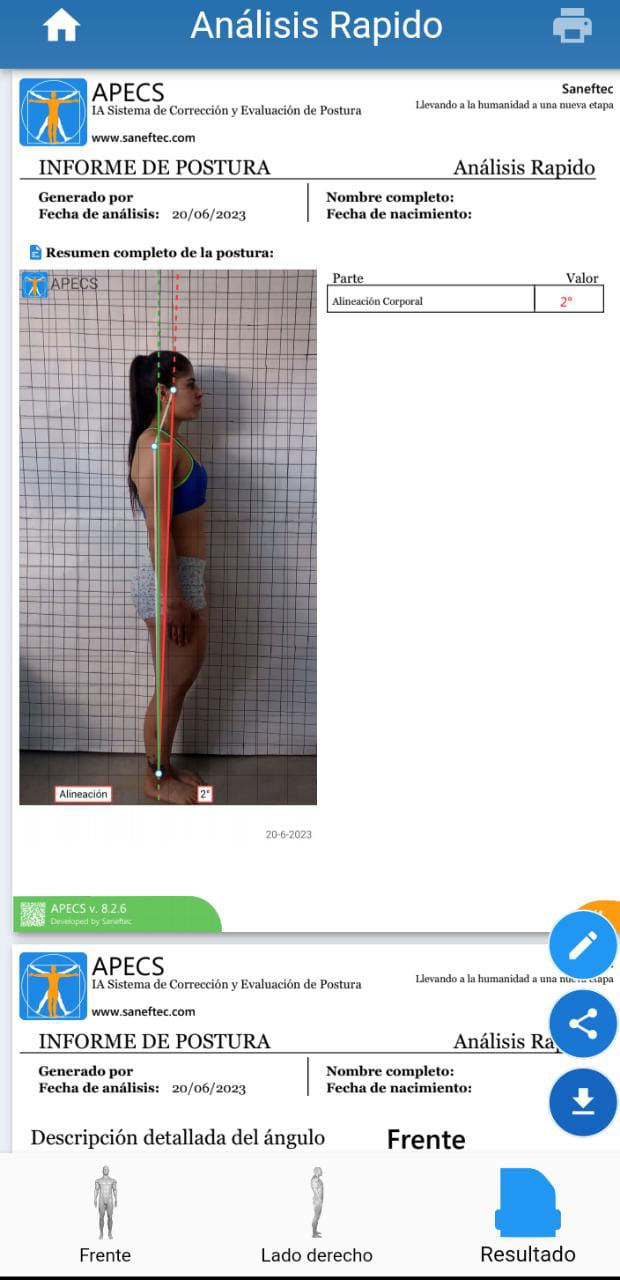 Análisis Rapido
APECS
IA Sistema de Corrección y Evaluación de Postura
www.saneftec.com
Saneftec
Llevando a la humanidad a una nueva etapa
INFORME DE POSTURA
Análisis Rapido
Generado por
Fecha de análisis: 20/06/2023
Nombre completo:
Fecha de nacimiento:
Resumen completo de la postura:
APECS
Parte Valor
Alineación Corporal 2°
Alineación 2°
20-6-2023
APECS v. 8.2.6
Developed by Saneftec
APECS
IA Sistema de Corrección y Evaluación de Postura
www.saneftec.com
Llevando a la humanidad a una
INFORME DE POSTURA
Análisis
Generado por
Fecha de análisis: 20/06/2023
Nombre completo:
Fecha de nacimiento:
Descripción detallada del ángulo
Frente
Frente
Lado derecho
Resultado